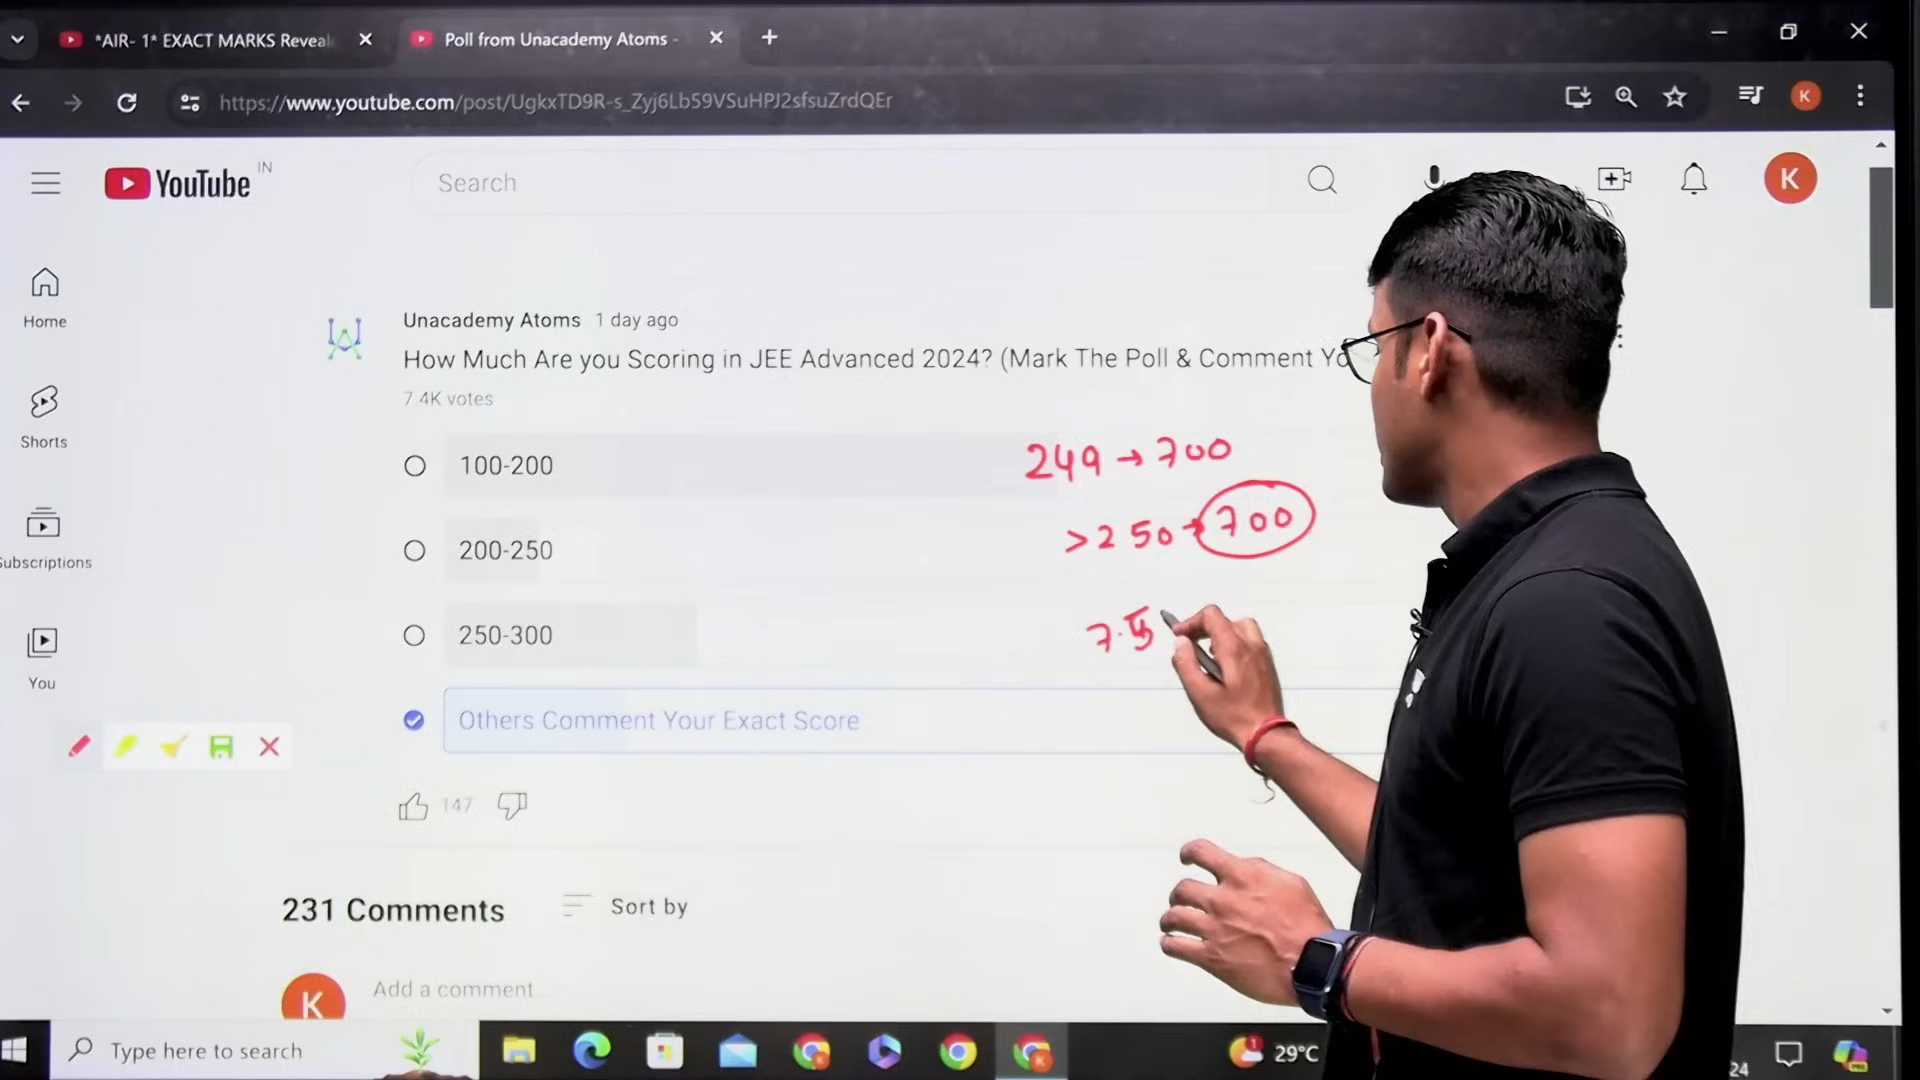 *AIR- 1* EXACT MARKS Reveal
Poll from Unacademy Atoms -
https://www.youtube.com/post/UgkxTD9R-s_Zyj6Lb59VSuHPJ2sfsuZrdQEr
K
YouTube IN
Search
K
Home
Shorts
Subscriptions
You
Unacademy Atoms 1 day ago
How Much Are you Scoring in JEE Advanced 2024? (Mark The Poll & Comment Yo
7.4K votes
100-200
200-250
250-300
Others Comment Your Exact Score
249 → 700
>250 → 700
7.5
147
231 Comments
Sort by
K
Add a comment
Type here to search
1
29°C
24